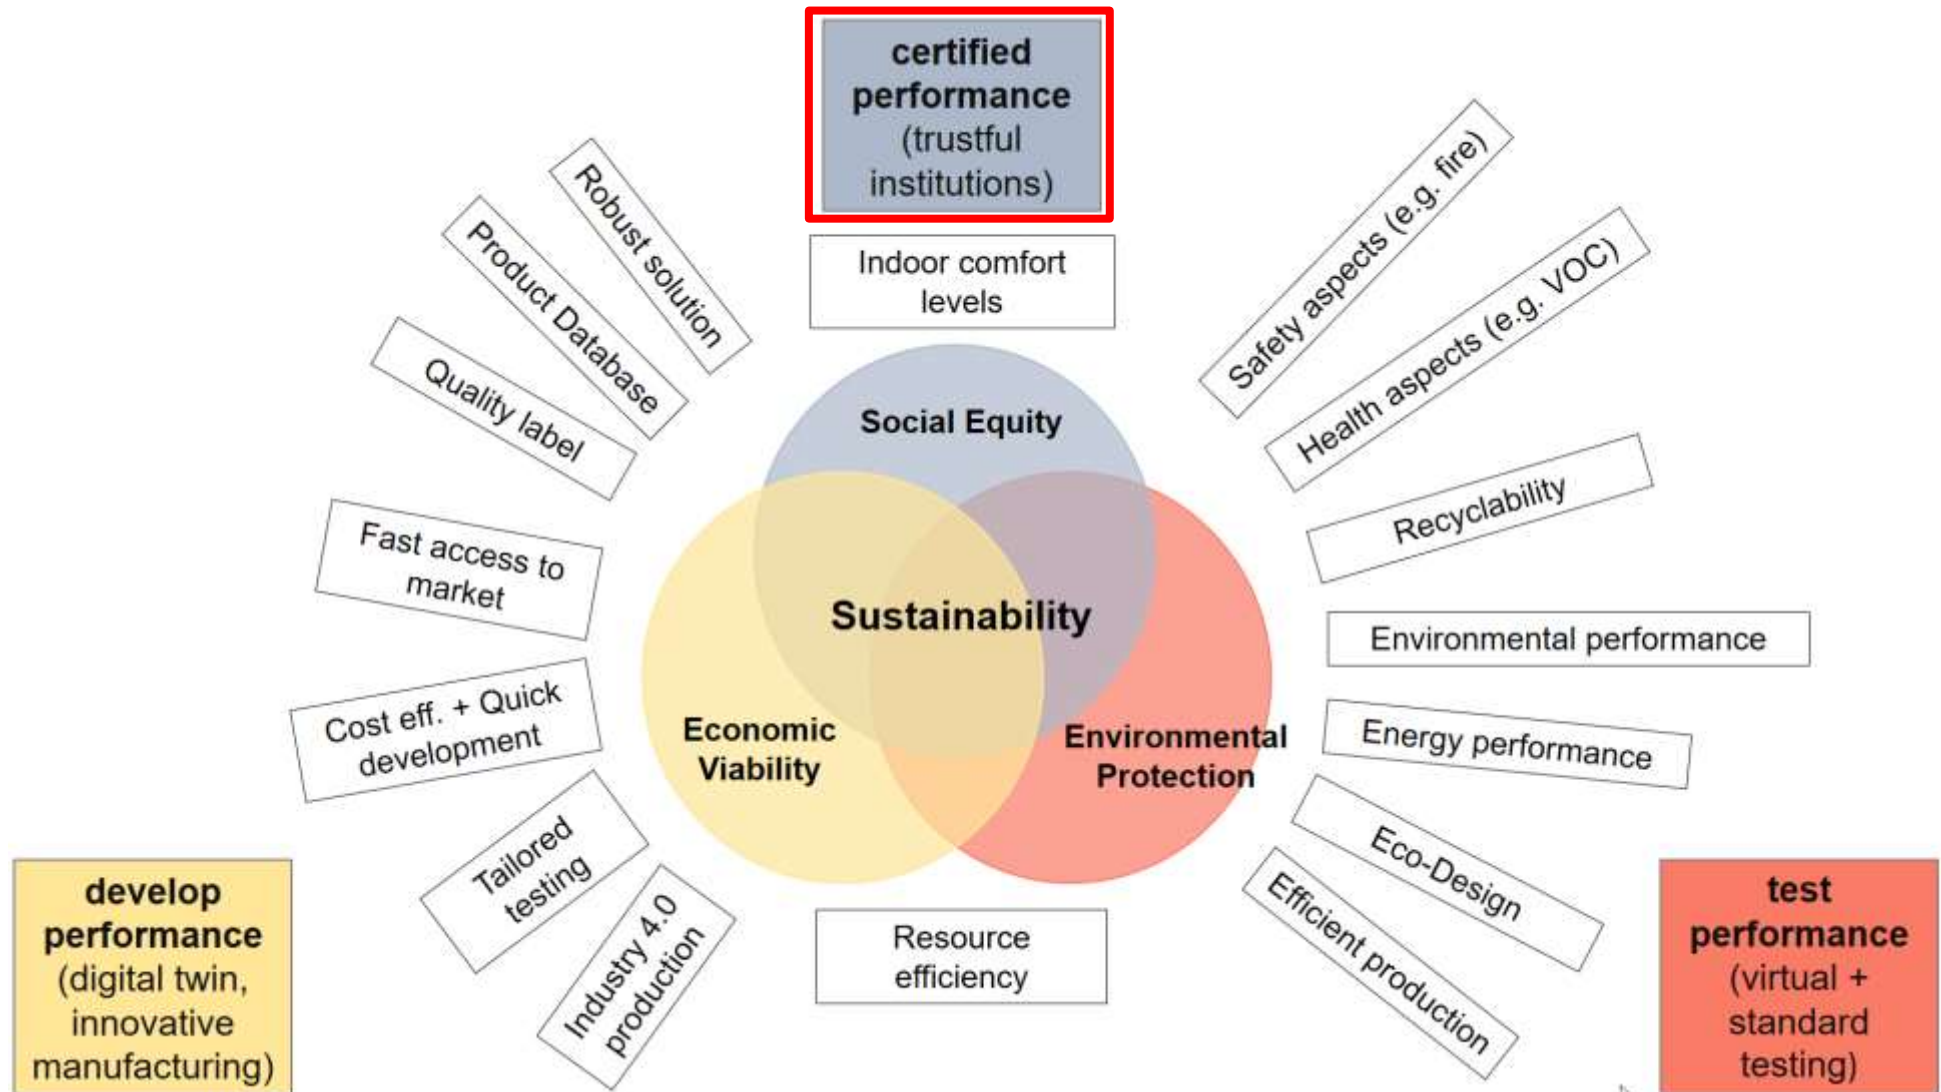 certified
performance
(trustful
institutions)
Indoor comfort
levels
Robust solution
Product Database
Quality label
Fast access to
market
Cost eff. + Quick
development
Tailored
testing
Industry 4.0
production
Safety aspects (e.g. fire)
Health aspects (e.g. VOC)
Recyclability
Environmental performance
Energy performance
Eco-Design
Efficient production
Resource
efficiency
Social Equity
Sustainability
Economic
Viability
Environmental
Protection
develop
performance
(digital twin,
innovative
manufacturing)
test
performance
(virtual +
standard
testing)